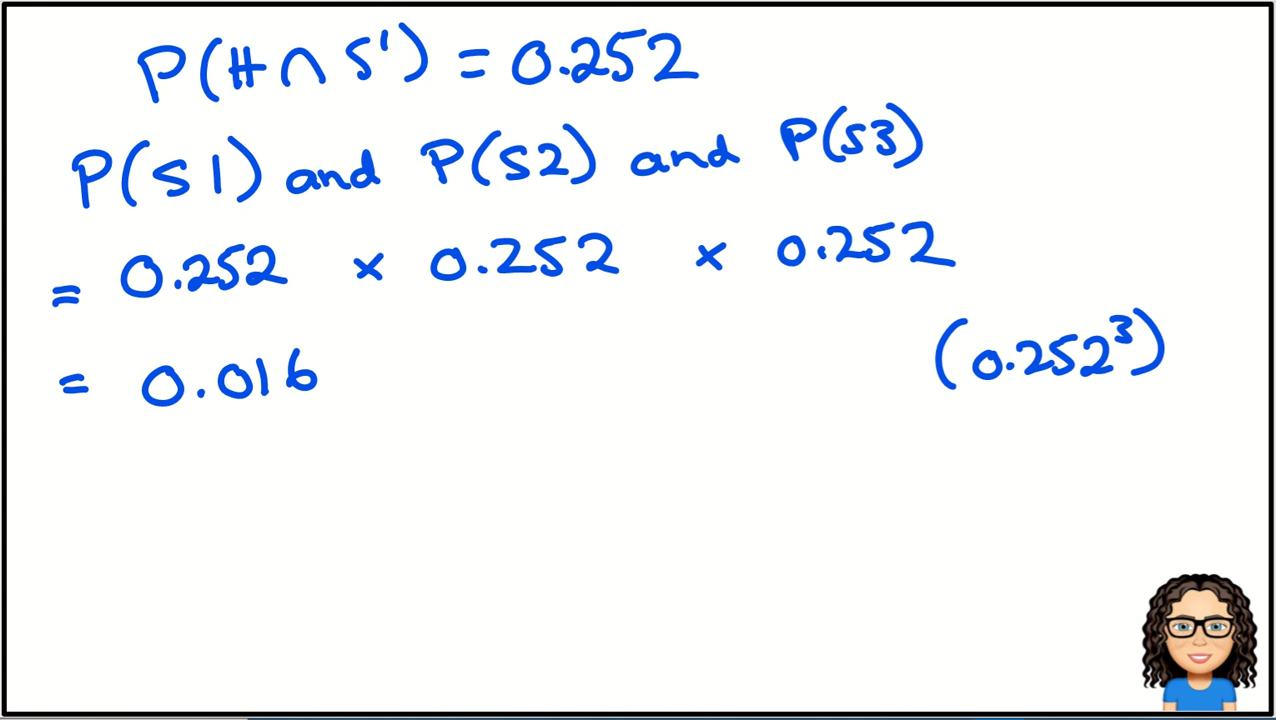 P(H∩S') = 0.252
P(S1) and P(S2) and P(S3)
= 0.252 × 0.252 × 0.252
(0.252³)
= 0.016